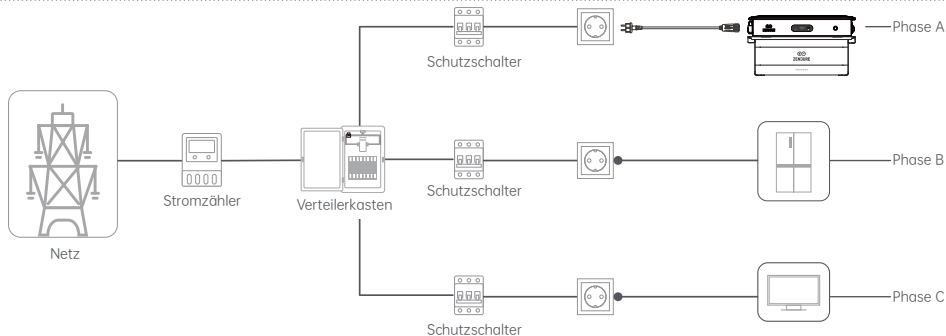 Schutzschalter
Phase A
ZENDURE
Schutzschalter
Phase B
Stromzähler
Verteilerkasten
Netz
Schutzschalter
Phase C